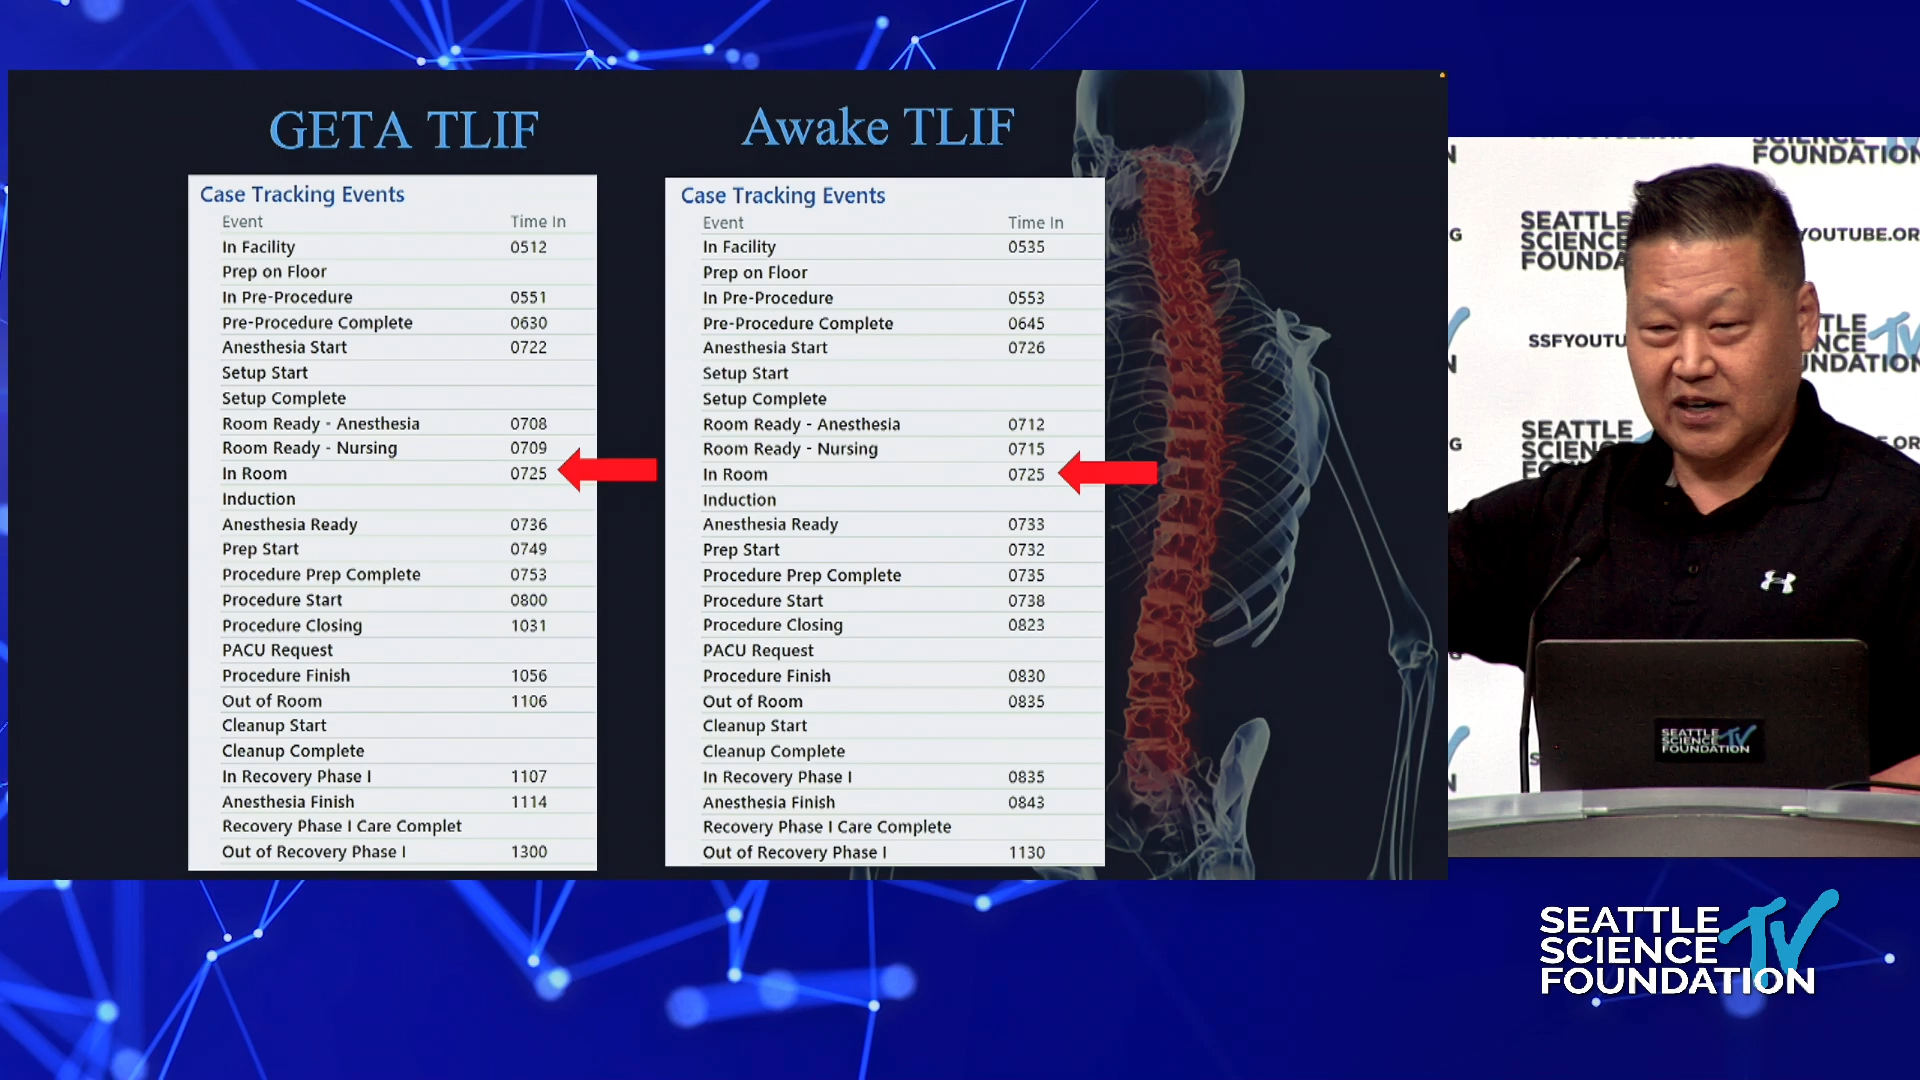 GETA TLIF
Case Tracking Events
Event Time In
In Facility 0512
Prep on Floor
In Pre-Procedure 0551
Pre-Procedure Complete 0630
Anesthesia Start 0722
Setup Start
Setup Complete
Room Ready - Anesthesia 0708
Room Ready - Nursing 0709
In Room 0725
Induction
Anesthesia Ready 0736
Prep Start 0749
Procedure Prep Complete 0753
Procedure Start 0800
Procedure Closing 1031
PACU Request
Procedure Finish 1056
Out of Room 1106
Cleanup Start
Cleanup Complete
In Recovery Phase I 1107
Anesthesia Finish 1114
Recovery Phase I Care Complet
Out of Recovery Phase I 1300
Awake TLIF
Case Tracking Events
Event Time In
In Facility 0535
Prep on Floor
In Pre-Procedure 0553
Pre-Procedure Complete 0645
Anesthesia Start 0726
Setup Start
Setup Complete
Room Ready - Anesthesia 0712
Room Ready - Nursing 0715
In Room 0725
Induction
Anesthesia Ready 0733
Prep Start 0732
Procedure Prep Complete 0735
Procedure Start 0738
Procedure Closing 0823
PACU Request
Procedure Finish 0830
Out of Room 0835
Cleanup Start
Cleanup Complete
In Recovery Phase I 0835
Anesthesia Finish 0843
Recovery Phase I Care Complete
Out of Recovery Phase I 1130
FOUNDATION
SEATTLE
SCIENCE
SEATTLE
SEATTLE
SCIENCE TV
FOUNDATION
SEATTLE
SCIENCE TV
FOUNDATION